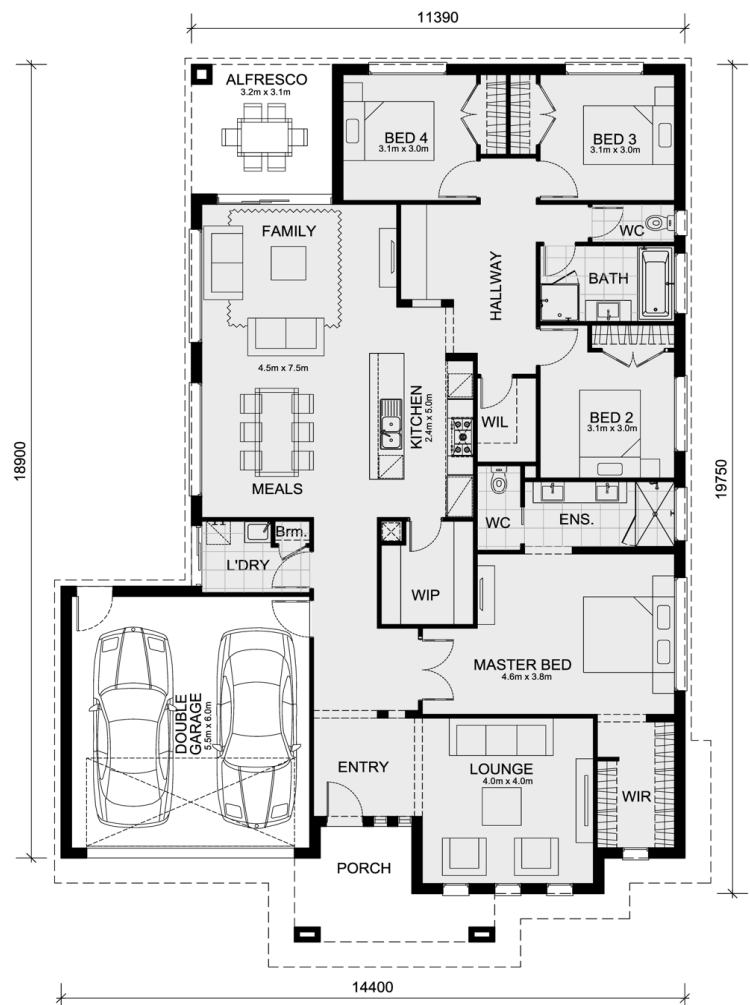 11390
ALFRESCO
3.2m x 3.1m
BED 4
3.1m x 3.0m
BED 3
3.1m x 3.0m
FAMILY
WC
HALLWAY
BATH
4.5m x 7.5m
KITCHEN
2.4m x 5.0m
WIL
BED 2
3.1m x 3.0m
18900
19750
MEALS
WC
ENS.
Brm.
L'DRY
WIP
MASTER BED
4.6m x 3.8m
DOUBLE
GARAGE
5.5m x 6.0m
ENTRY
LOUNGE
4.0m x 4.0m
WIR
PORCH
14400